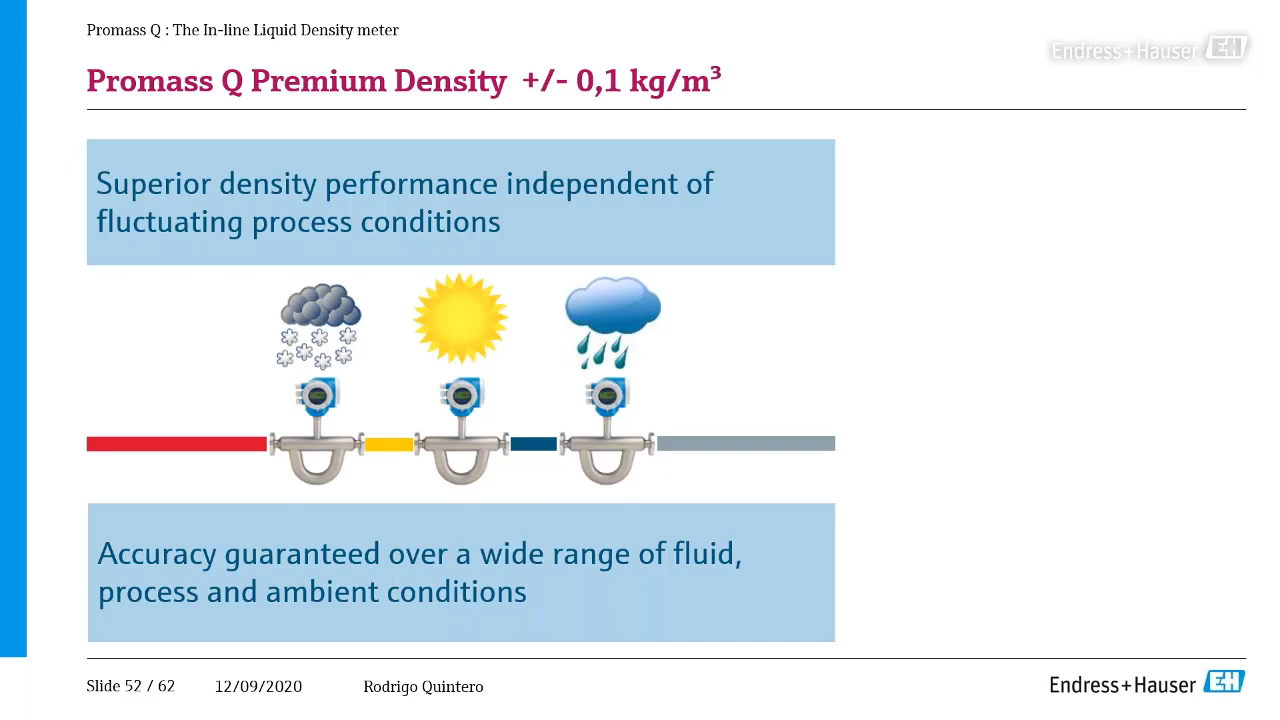 Promass Q : The In-line Liquid Density meter
Endress+Hauser EH
Promass Q Premium Density +/- 0,1 kg/m³
Superior density performance independent of
fluctuating process conditions
Accuracy guaranteed over a wide range of fluid,
process and ambient conditions
Slide 52 / 62 12/09/2020 Rodrigo Quintero
Endress+Hauser EH